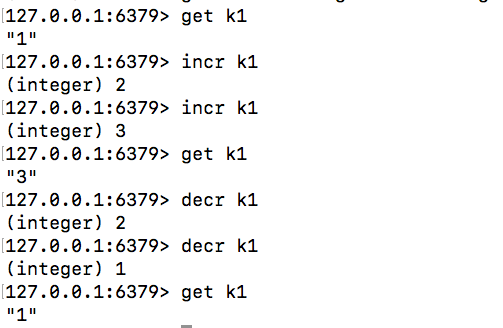 [127.0.0.1:6379> get k1
"1"
[127.0.0.1:6379> incr k1
(integer) 2
[127.0.0.1:6379> incr k1
(integer) 3
[127.0.0.1:6379> get k1
"3"
[127.0.0.1:6379> decr k1
(integer) 2
[127.0.0.1:6379> decr k1
(integer) 1
[127.0.0.1:6379> get k1
"1"